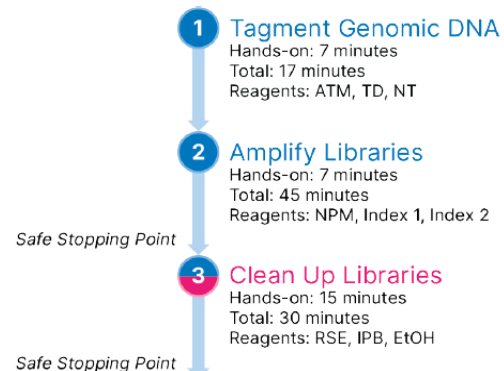 1 Tagment Genomic DNA
Hands-on: 7 minutes
Total: 17 minutes
Reagents: ATM, TD, NT
2 Amplify Libraries
Hands-on: 7 minutes
Total: 45 minutes
Reagents: NPM, Index 1, Index 2
Safe Stopping Point
3 Clean Up Libraries
Hands-on: 15 minutes
Total: 30 minutes
Reagents: RSE, IPB, EtOH
Safe Stopping Point